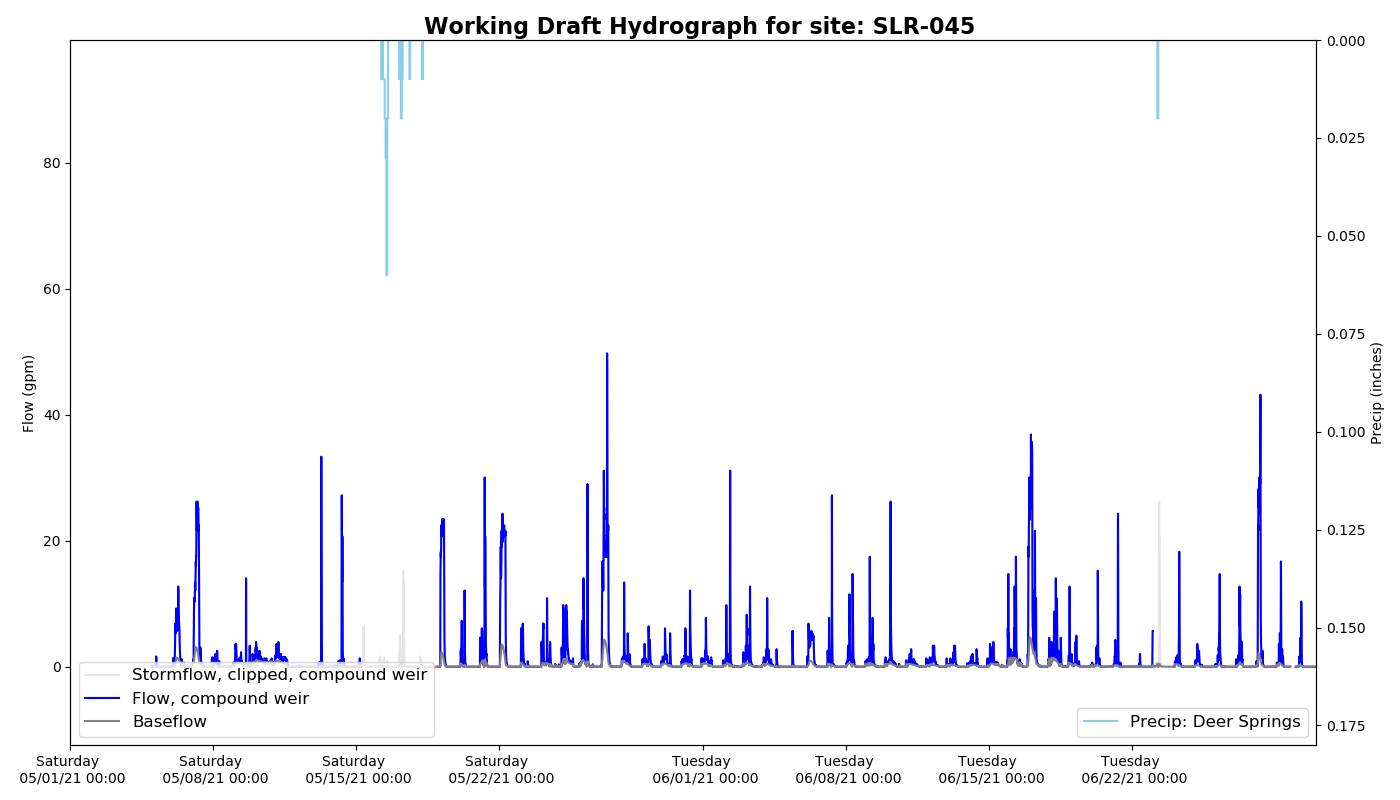 Working Draft Hydrograph for site: SLR-045
Flow (gpm)
80
60
40
20
0
0.000
0.025
0.050
0.075
0.100
0.125
0.150
0.175
Precip (inches)
Stormflow, clipped, compound weir
Flow, compound weir
Baseflow
Precip: Deer Springs
Saturday
05/01/21 00:00
Saturday
05/08/21 00:00
Saturday
05/15/21 00:00
Saturday
05/22/21 00:00
Tuesday
06/01/21 00:00
Tuesday
06/08/21 00:00
Tuesday
06/15/21 00:00
Tuesday
06/22/21 00:00